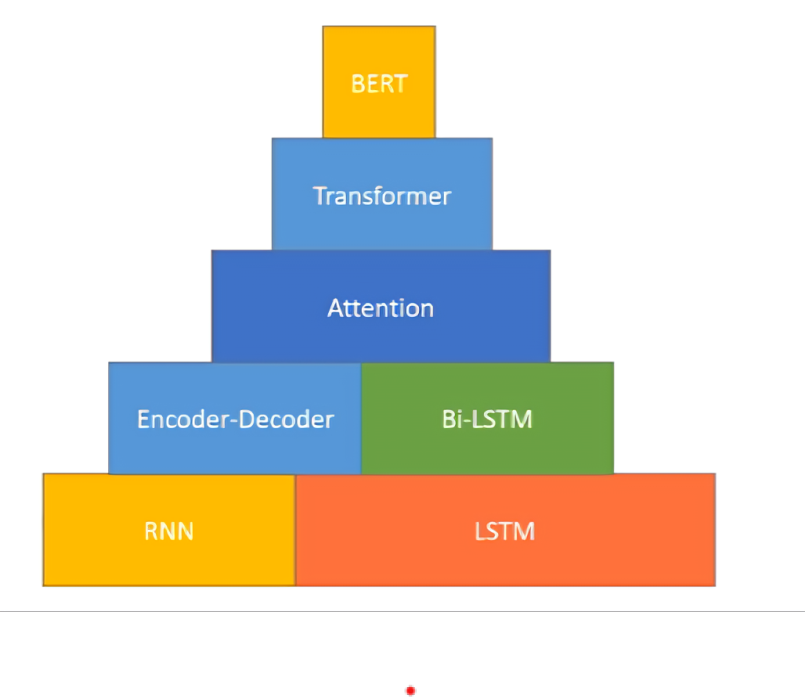 BERT
Transformer
Attention
Encoder-Decoder
Bi-LSTM
RNN
LSTM